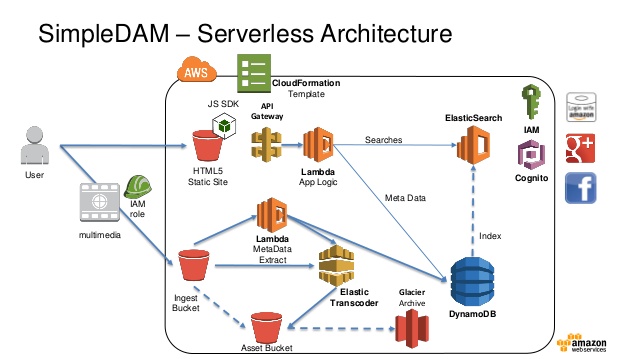 SimpleDAM – Serverless Architecture
AWS
CloudFormation
Template
JS SDK
API
Gateway
ElasticSearch
Login with
amazon
Searches
IAM
User
HTML5
Static Site
Lambda
App Logic
Cognito
IAM
role
Meta Data
multimedia
Lambda
MetaData
Extract
Index
Ingest
Bucket
Elastic
Transcoder
Glacier
Archive
DynamoDB
Asset Bucket
amazon
webservices